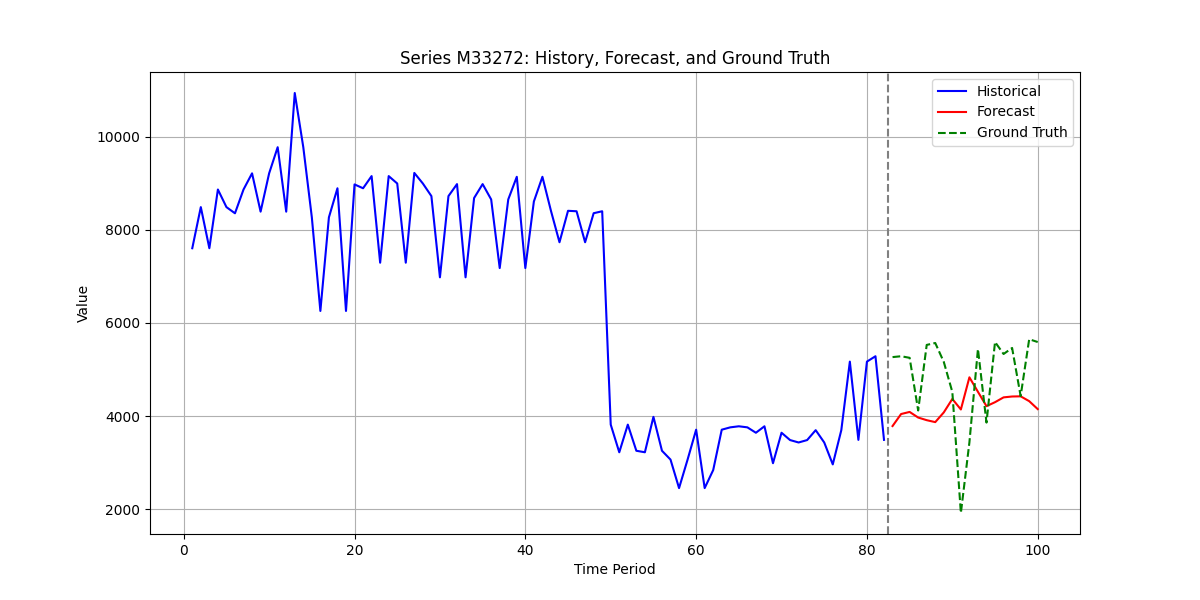 Series M33272: History, Forecast, and Ground Truth
Historical
Forecast
Ground Truth
10000
8000
6000
4000
2000
Value
0
20
40
60
80
100
Time Period